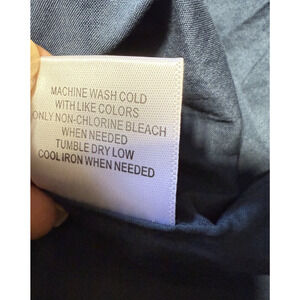 MACHINE WASH COLD
WITH LIKE COLORS
ONLY NON-CHLORINE BLEACH
WHEN NEEDED
TUMBLE DRY LOW
COOL IRON WHEN NEEDED